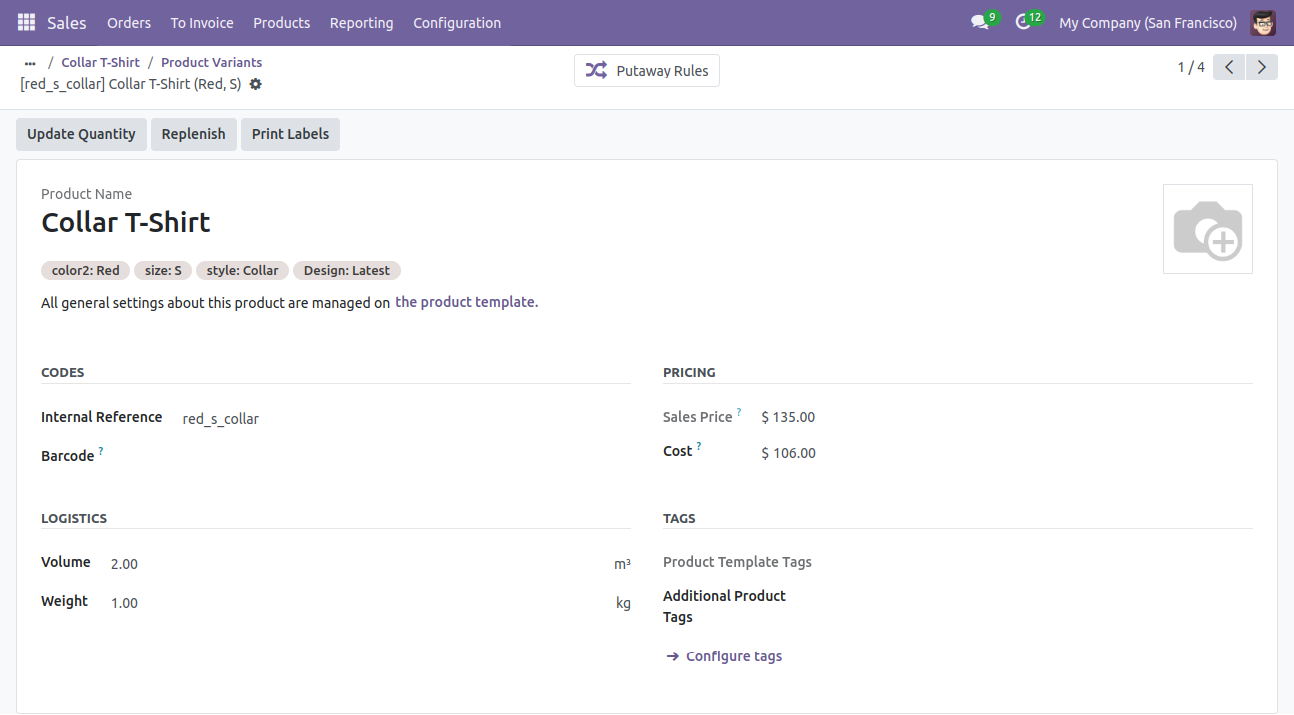 Sales Orders To Invoice Products Reporting Configuration 9 12 My Company (San Francisco)
... / Collar T-Shirt / Product Variants
[red_s_collar] Collar T-Shirt (Red, S)
Putaway Rules
1 / 4
Update Quantity Replenish Print Labels
Product Name
Collar T-Shirt
color2: Red size: S style: Collar Design: Latest
All general settings about this product are managed on the product template.
CODES
Internal Reference red_s_collar
Barcode ?
PRICING
Sales Price ? $ 135.00
Cost ? $ 106.00
LOGISTICS
Volume 2.00 m³
Weight 1.00 kg
TAGS
Product Template Tags
Additional Product
Tags
→ Configure tags